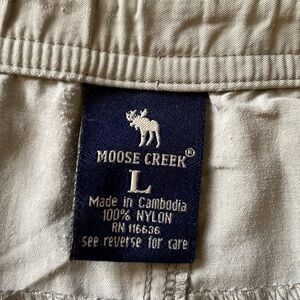 MOOSE CREEK®
L
Made in Cambodia
100% NYLON
RN 116636
see reverse for care